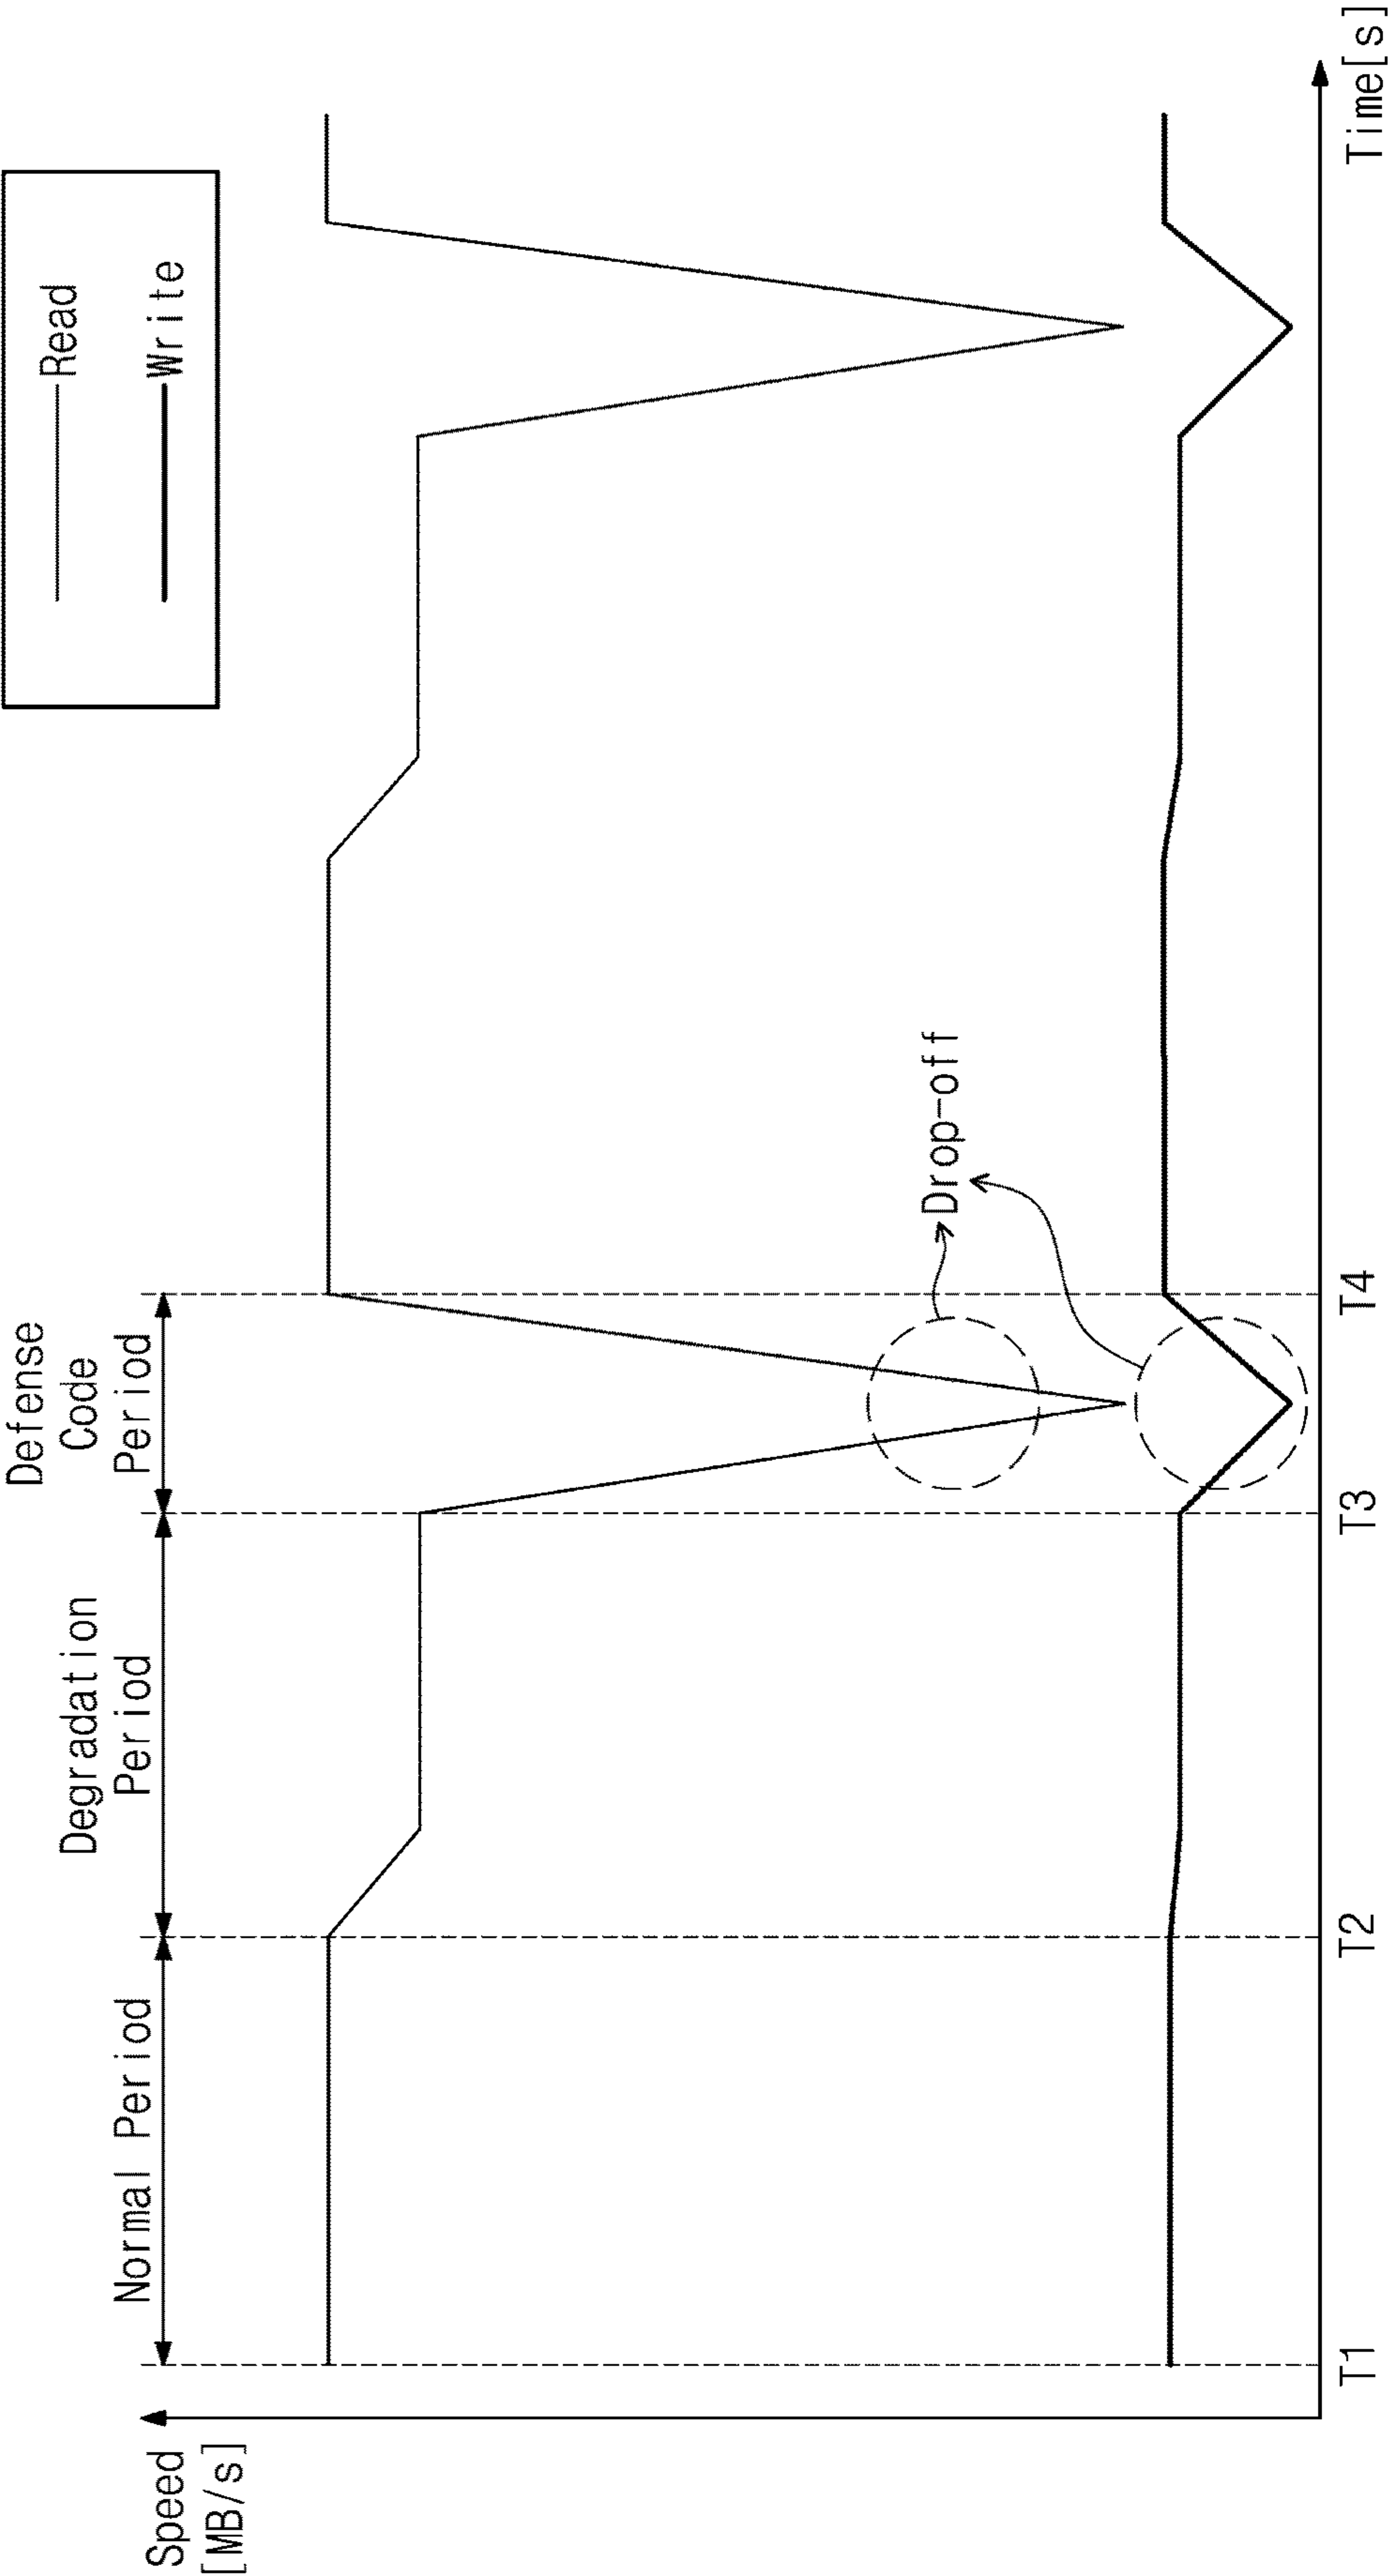 Speed
[MB/s]
Normal Period
Degradation
Period
Defense
Code
Period
Read
Write
Drop-off
T1
T2
T3
T4
Time[s]